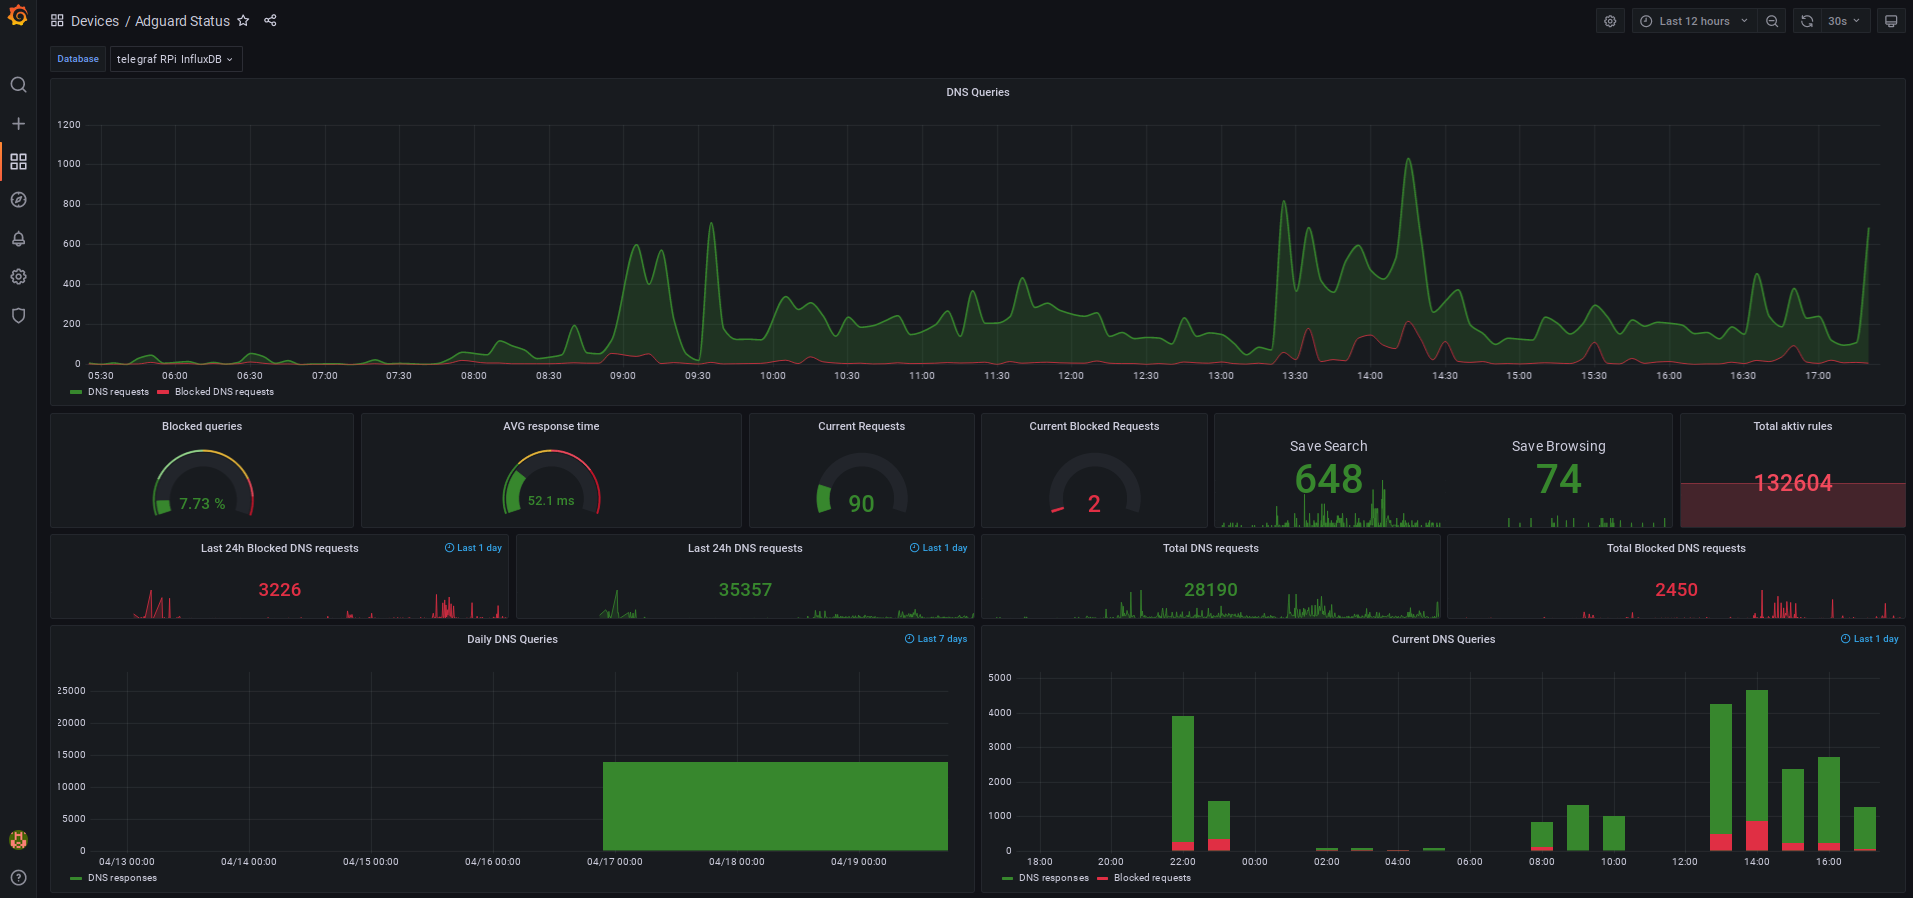 Devices / Adguard Status
Last 12 hours
30s
Database
telegraf RPi InfluxDB
DNS Queries
1200
1000
800
600
400
200
0
05:30 06:00 06:30 07:00 07:30 08:00 08:30 09:00 09:30 10:00 10:30 11:00 11:30 12:00 12:30 13:00 13:30 14:00 14:30 15:00 15:30 16:00 16:30 17:00
DNS requests Blocked DNS requests
Blocked queries
7.73 %
AVG response time
52.1 ms
Current Requests
90
Current Blocked Requests
2
Save Search
648
Save Browsing
74
Total aktiv rules
132604
Last 24h Blocked DNS requests
Last 1 day
3226
Last 24h DNS requests
Last 1 day
35357
Total DNS requests
28190
Total Blocked DNS requests
2450
Daily DNS Queries
Last 7 days
25000
20000
15000
10000
5000
0
04/13 00:00 04/14 00:00 04/15 00:00 04/16 00:00 04/17 00:00 04/18 00:00 04/19 00:00
DNS responses
Current DNS Queries
Last 1 day
5000
4000
3000
2000
1000
0
18:00 20:00 22:00 00:00 02:00 04:00 06:00 08:00 10:00 12:00 14:00 16:00
DNS responses Blocked requests